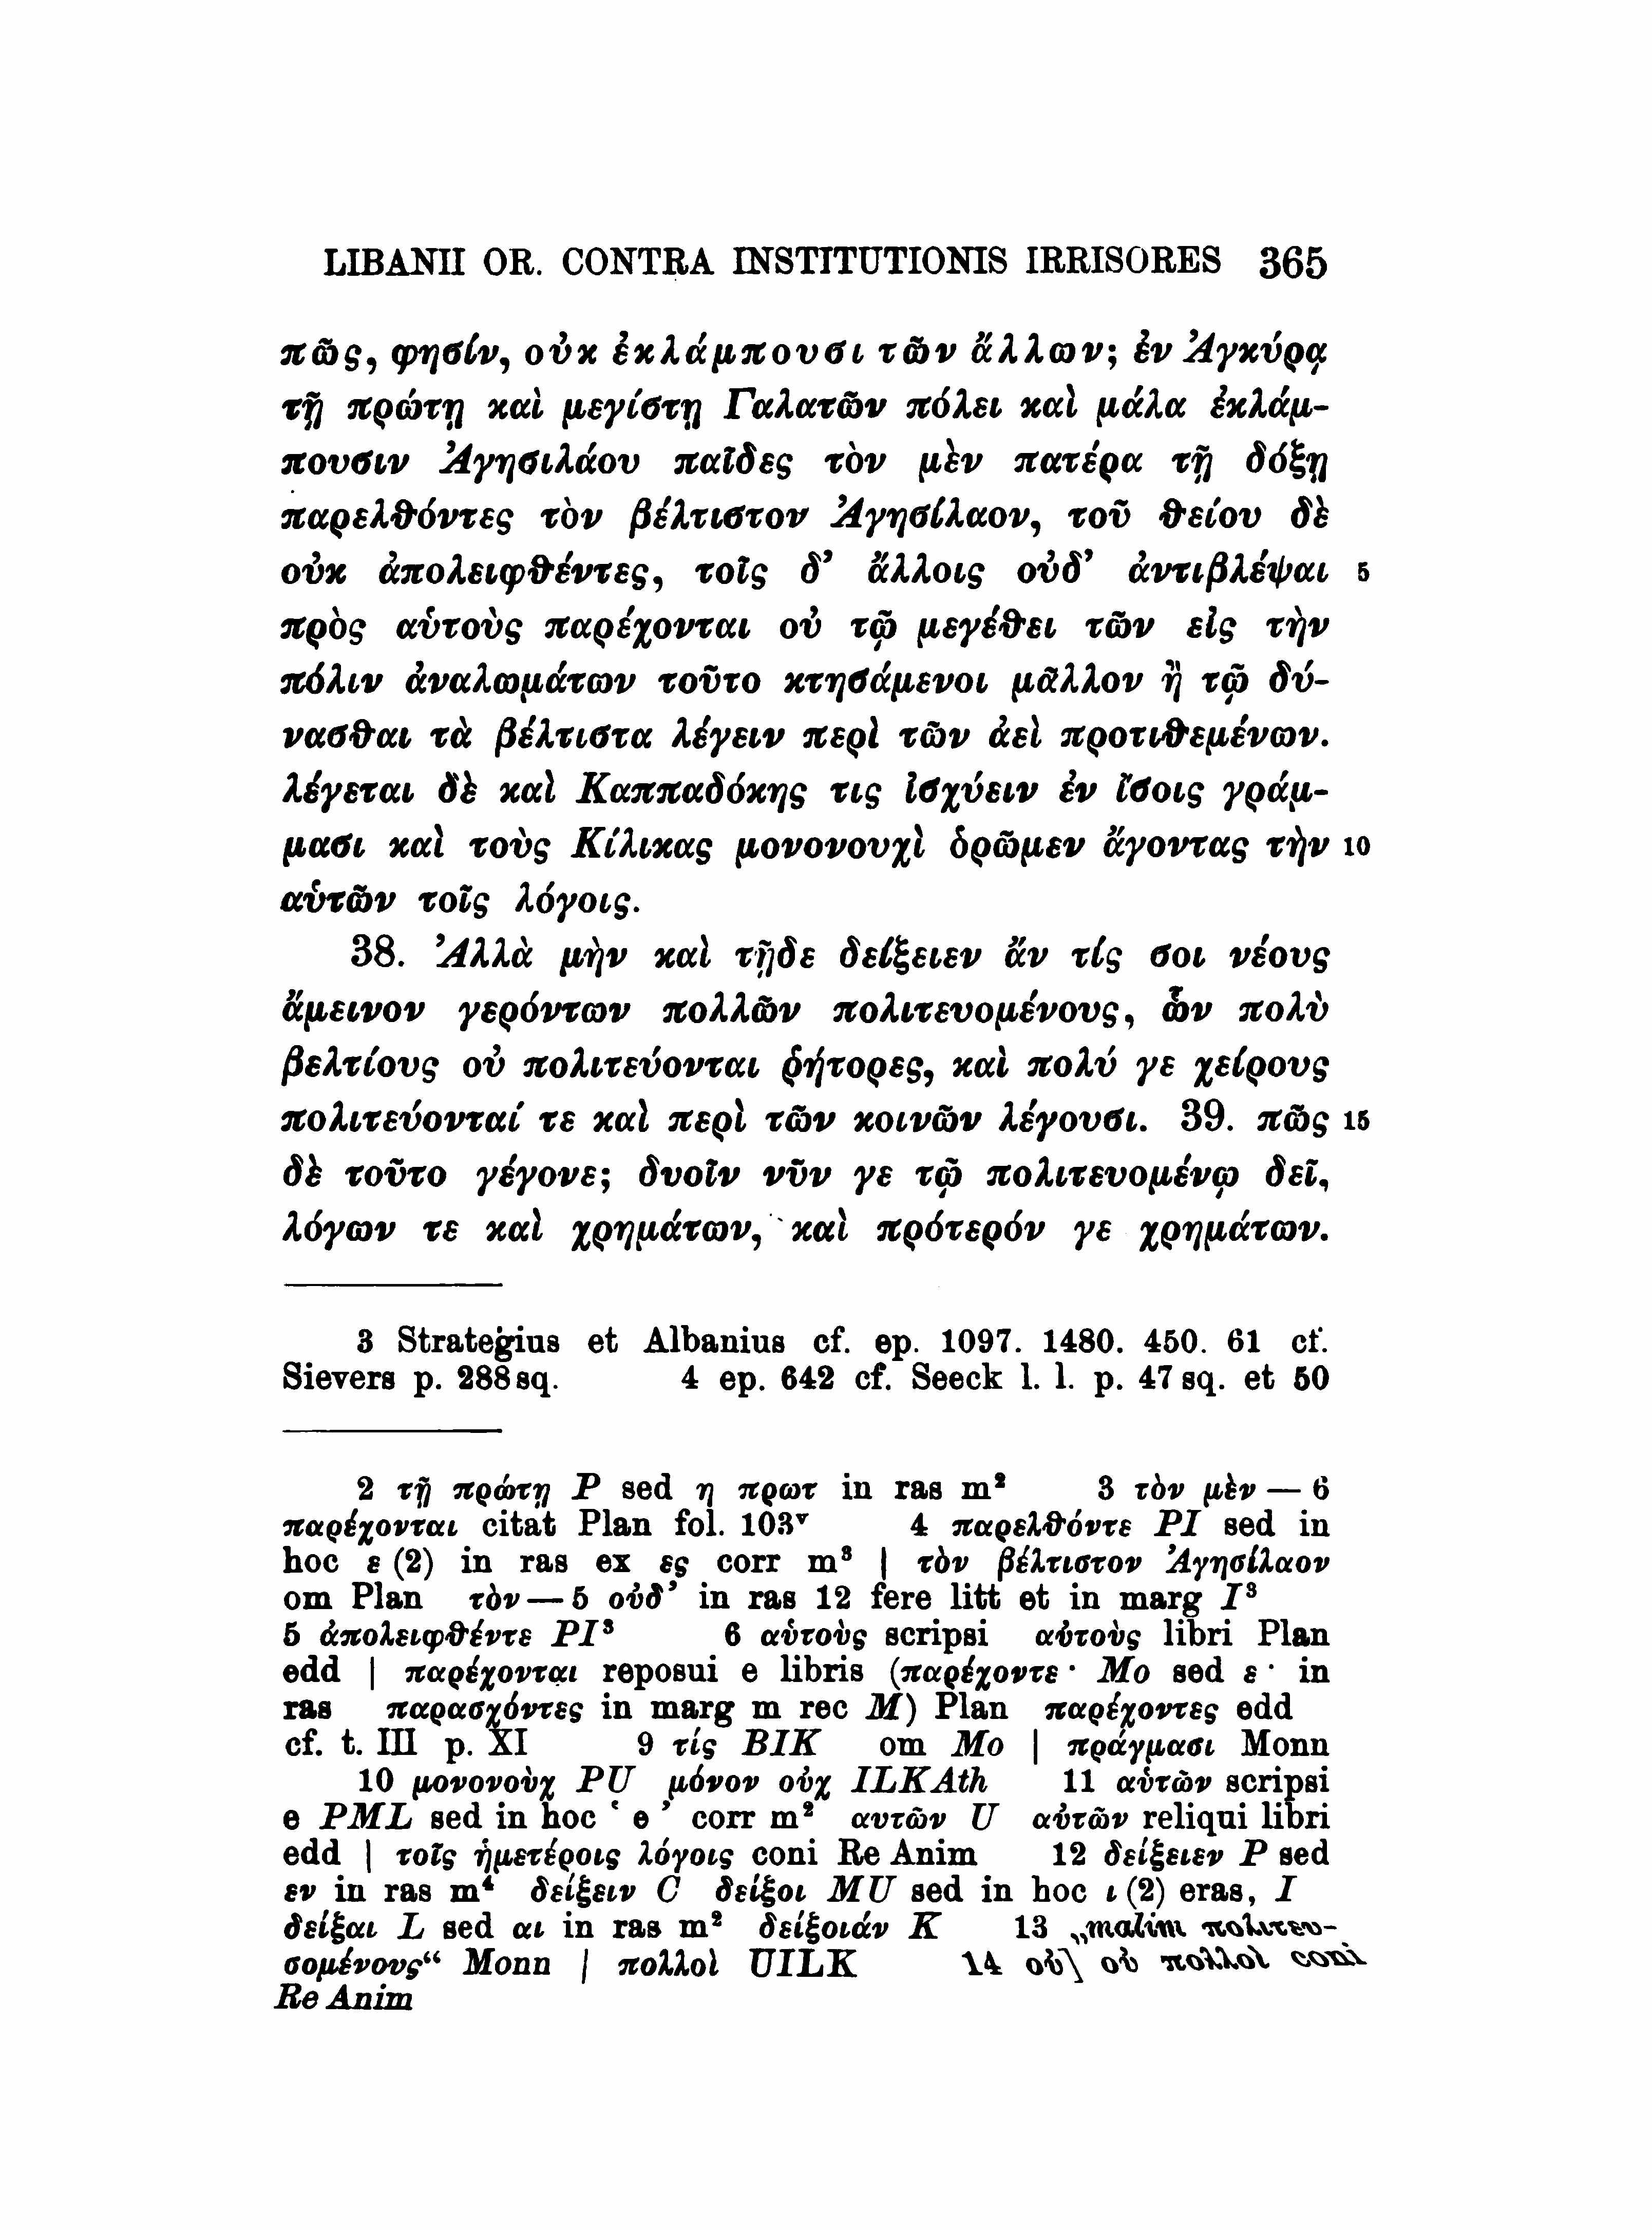 LIBANII OR. CONTRA INSTITUTIONIS IRRISORES 365
πῶς, φησίν, οὐκ ἐκλάμπουσι τῶν ἄλλων; ἐν Ἀγκύρᾳ
τῇ πρώτῃ καὶ μεγίστῃ Γαλατῶν πόλει καὶ μάλα ἐκλάμ-
πουσιν Ἀγησιλάου παῖδες τὸν μὲν πατέρα τῇ δόξῃ
παρελθόντες τὸν βέλτιστον Ἀγησίλαον, τοῦ θείου δὲ
οὐκ ἀπολειφθέντες, τοῖς δ’ ἄλλοις οὐδ’ ἀντιβλέψαι 5
πρὸς αὑτοὺς παρέχονται οὐ τῷ μεγέθει τῶν εἰς τὴν
πόλιν ἀναλωμάτων τοῦτο κτησάμενοι μᾶλλον ἢ τῷ δύ-
νασθαι τὰ βέλτιστα λέγειν περὶ τῶν ἀεὶ προτιθεμένων.
λέγεται δὲ καὶ Καππαδόκης τις ἰσχύειν ἐν ἴσοις γράμ-
μασι καὶ τοὺς Κίλικας μονονουχὶ ὁρῶμεν ἄγοντας τὴν 10
αὑτῶν τοῖς λόγοις.
38. Ἀλλὰ μὴν καὶ τῇδε δείξειεν ἄν τίς σοι νέους
ἄμεινον γερόντων πολλῶν πολιτευομένους, ὧν πολὺ
βελτίους οὐ πολιτεύονται ῥήτορες, καὶ πολύ γε χείρους
πολιτεύονταί τε καὶ περὶ τῶν κοινῶν λέγουσι. 39. πῶς 15
δὲ τοῦτο γέγονε; δυοῖν νῦν γε τῷ πολιτευομένῳ δεῖ,
λόγων τε καὶ χρημάτων, καὶ πρότερόν γε χρημάτων.
3 Strategius et Albanius cf. ep. 1097. 1480. 450. 61 cf.
Sievers p. 288 sq. 4 ep. 642 cf. Seeck l. l. p. 47 sq. et 50
2 τῇ πρώτῃ P sed η πρωτ in ras m² 3 τὸν μὲν — 6
παρέχονται citat Plan fol. 103ᵛ 4 παρελθόντε PI sed in
hoc ε (2) in ras ex ες corr m³ | τὸν βέλτιστον Ἀγησίλαον
om Plan τὸν — 5 οὐδ’ in ras 12 fere litt et in marg I³
5 ἀπολειφθέντε PI³ 6 αὑτοὺς scripsi αὐτοὺς libri Plan
edd | παρέχονται reposui e libris (παρέχοντε· Mo sed ε· in
ras παρασχόντες in marg m rec M) Plan παρέχοντες edd
cf. t. III p. XI 9 τίς BIK om Mo | πράγμασι Monn
10 μονονοὺχ PU μόνον οὐχ ILKAth 11 αὑτῶν scripsi
e PML sed in hoc ‘ e ’ corr m² αυτῶν U αὐτῶν reliqui libri
edd | τοῖς ἡμετέροις λόγοις coni Re Anim 12 δείξειεν P sed
εν in ras m⁴ δείξειν C δείξοι MU sed in hoc ι (2) eras, I
δείξαι L sed αι in ras m² δείξοιάν K 13 „malim πολιτευ-
σομένους“ Monn | πολλοὶ UILK 14 οὐ] οὐ πολλοὶ coni
Re Anim